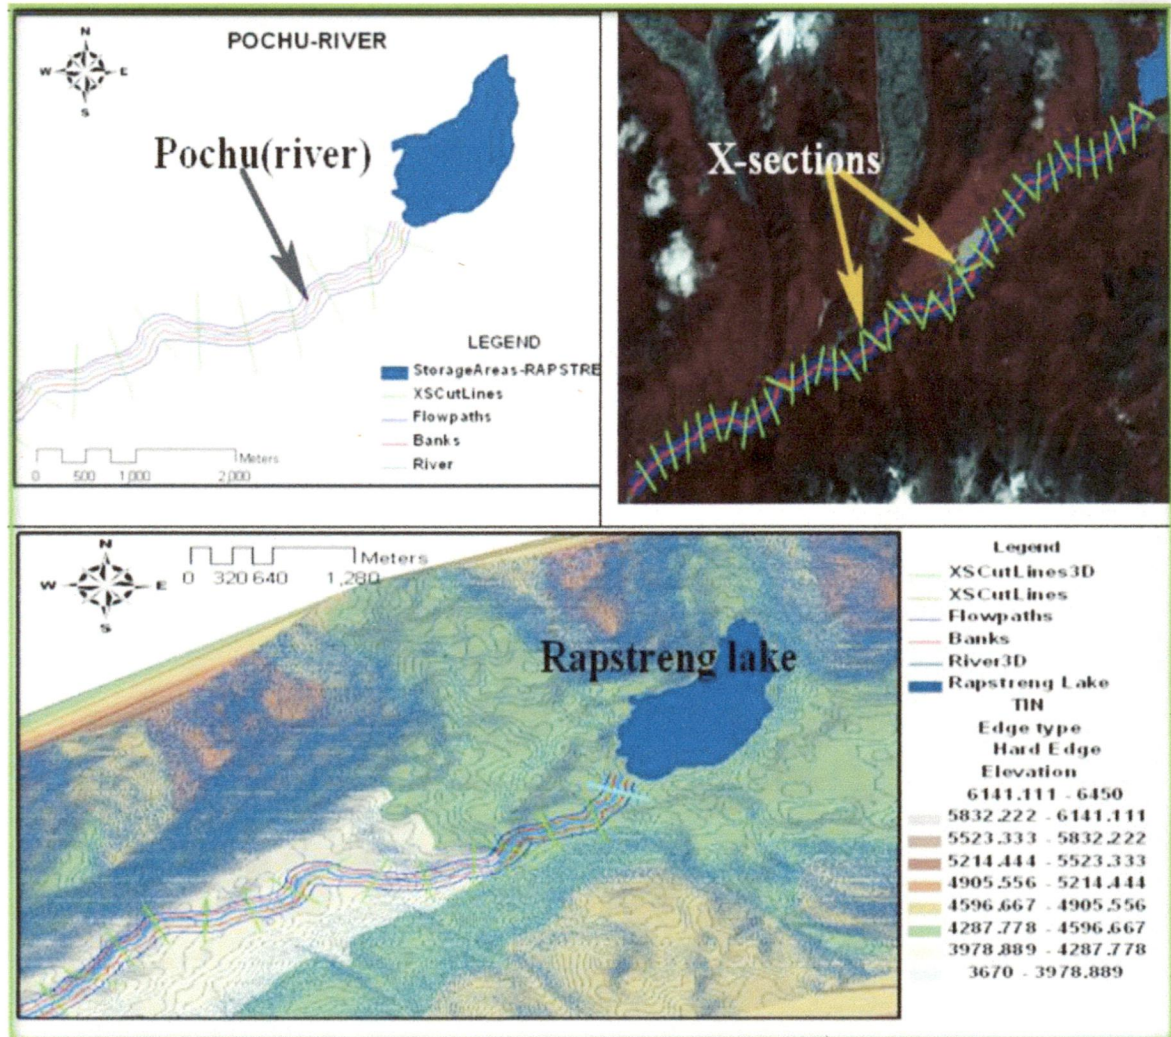 N
W E
S
POCHU-RIVER
Pochu(river)
LEGEND
StorageAreas-RAPSTRE
XSCutLines
Flowpaths
Banks
River
Meters
0 500 1,000 2,000
X-sections
N
W E
S
Meters
0 320 640 1,280
Rapstreng lake
Legend
XSCutLines3D
XSCutLines
Flowpaths
Banks
River3D
Rapstreng Lake
TIN
Edge type
Hard Edge
Elevation
6141.111 - 6450
5832.222 - 6141.111
5523.333 - 5832.222
5214.444 - 5523.333
4905.556 - 5214.444
4596.667 - 4905.556
4287.778 - 4596.667
3978.889 - 4287.778
3670 - 3978.889